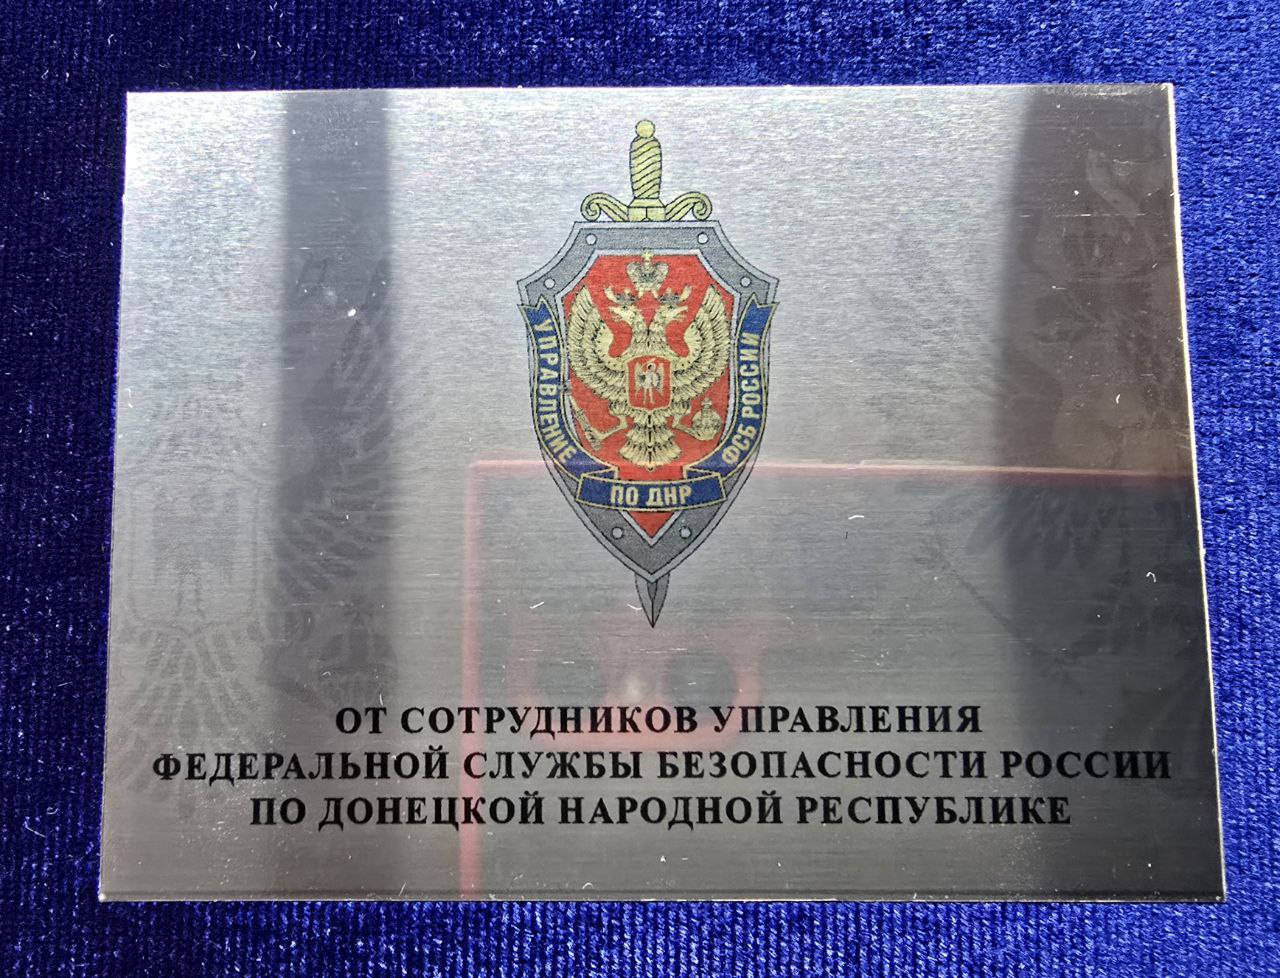 УПРАВЛЕНИЕ
ФСБ РОССИИ
ПО ДНР
ОТ СОТРУДНИКОВ УПРАВЛЕНИЯ
ФЕДЕРАЛЬНОЙ СЛУЖБЫ БЕЗОПАСНОСТИ РОССИИ
ПО ДОНЕЦКОЙ НАРОДНОЙ РЕСПУБЛИКЕ